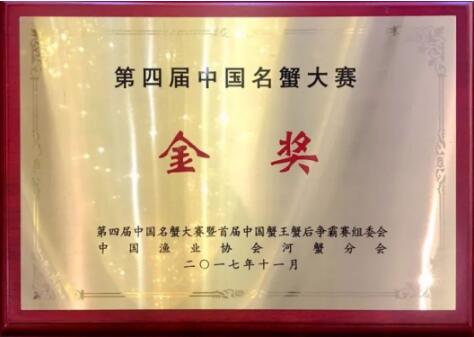 第四届中国名蟹大赛
金奖
第四届中国名蟹大赛暨首届中国蟹王蟹后争霸赛组委会
中国渔业协会河蟹分会
二〇一七年十一月